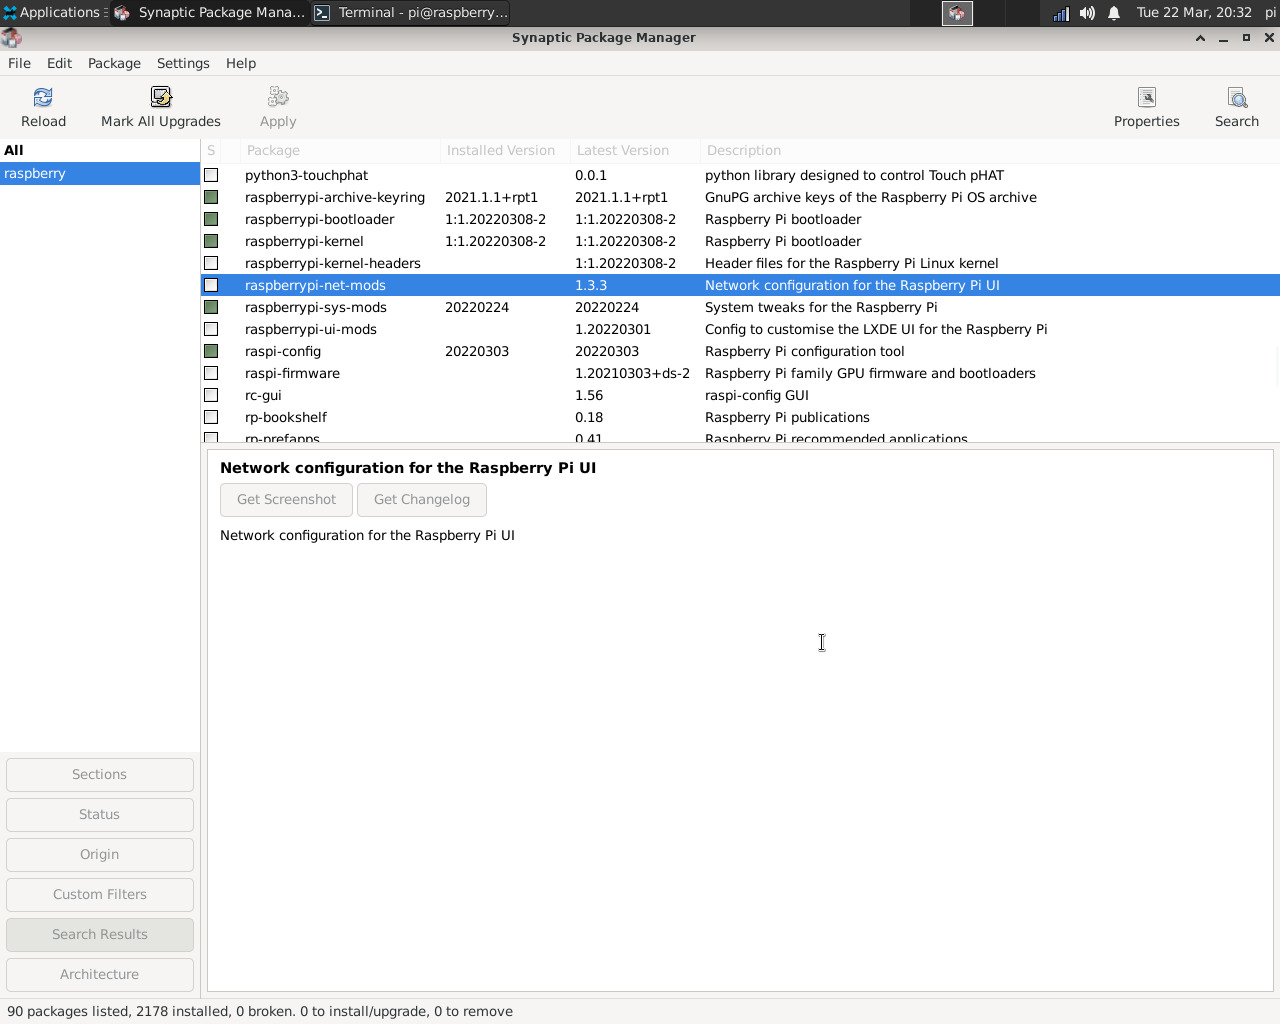 Applications Synaptic Package Mana... Terminal - pi@raspberry... Tue 22 Mar, 20:32 pi
Synaptic Package Manager
File Edit Package Settings Help
Reload Mark All Upgrades Apply Properties Search
All
raspberry
S Package Installed Version Latest Version Description
python3-touchphat 0.0.1 python library designed to control Touch pHAT
raspberrypi-archive-keyring 2021.1.1+rpt1 2021.1.1+rpt1 GnuPG archive keys of the Raspberry Pi OS archive
raspberrypi-bootloader 1:1.20220308-2 1:1.20220308-2 Raspberry Pi bootloader
raspberrypi-kernel 1:1.20220308-2 1:1.20220308-2 Raspberry Pi bootloader
raspberrypi-kernel-headers 1:1.20220308-2 Header files for the Raspberry Pi Linux kernel
raspberrypi-net-mods 1.3.3 Network configuration for the Raspberry Pi UI
raspberrypi-sys-mods 20220224 20220224 System tweaks for the Raspberry Pi
raspberrypi-ui-mods 1.20220301 Config to customise the LXDE UI for the Raspberry Pi
raspi-config 20220303 20220303 Raspberry Pi configuration tool
raspi-firmware 1.20210303+ds-2 Raspberry Pi family GPU firmware and bootloaders
rc-gui 1.56 raspi-config GUI
rp-bookshelf 0.18 Raspberry Pi publications
rp-prefapps 0.41 Raspberry Pi recommended applications
Network configuration for the Raspberry Pi UI
Get Screenshot Get Changelog
Network configuration for the Raspberry Pi UI
Sections
Status
Origin
Custom Filters
Search Results
Architecture
90 packages listed, 2178 installed, 0 broken. 0 to install/upgrade, 0 to remove